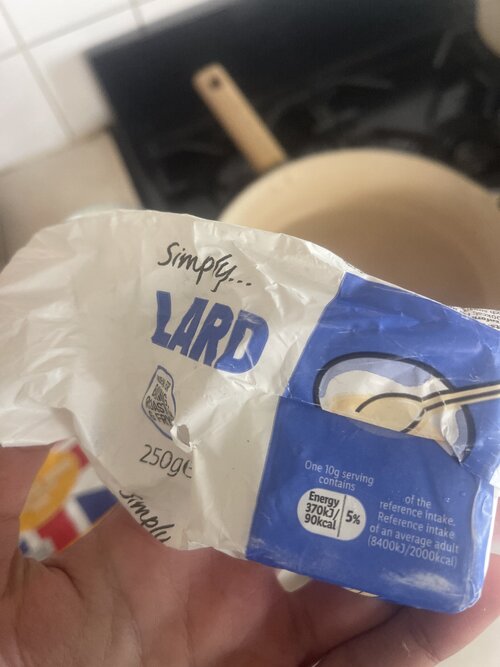 Simply...
LARD
250g
Simply
One 10g serving
contains
Energy
370kJ/
90kcal
5%
of the
reference intake.
Reference intake
of an average adult
(8400kJ/2000kcal)